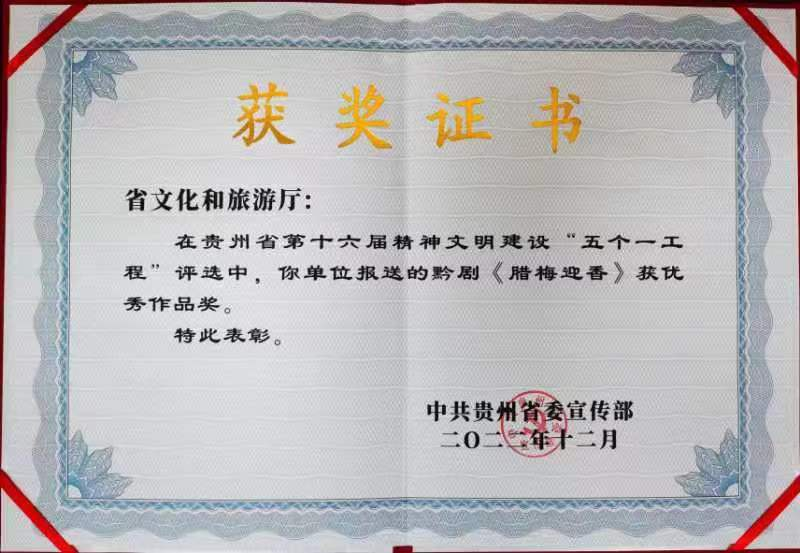 获奖证书
省文化和旅游厅：
在贵州省第十六届精神文明建设“五个一工
程”评选中，你单位报送的黔剧《腊梅迎香》获优
秀作品奖。
特此表彰。
中共贵州省委宣传部
二〇二二年十二月